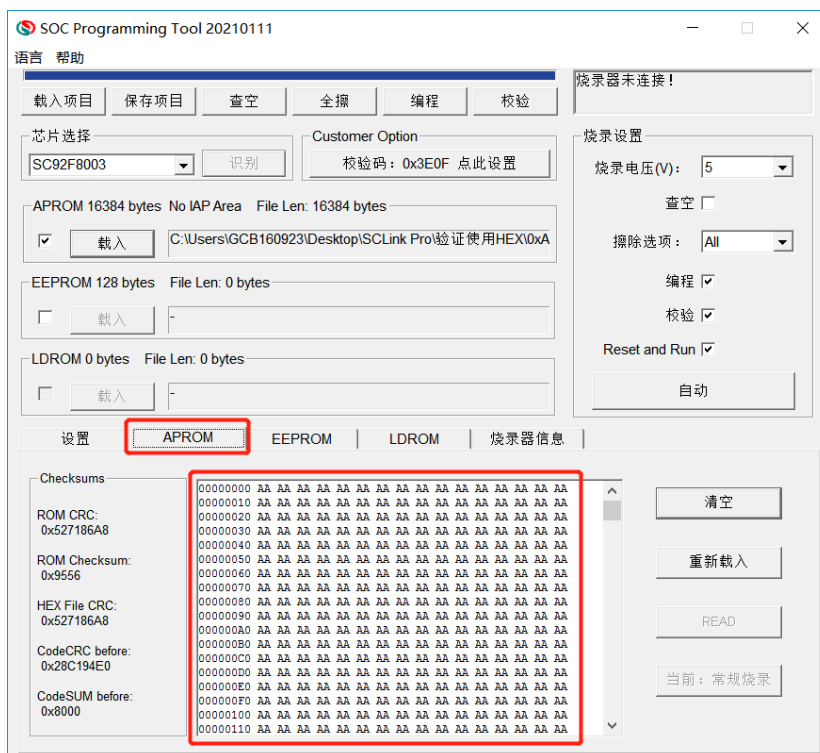 SOC Programming Tool 20210111
语言 帮助
载入项目 保存项目 查空 全擦 编程 校验
烧录器未连接！
芯片选择
SC92F8003 识别
Customer Option
校验码：0x3E0F 点此设置
烧录设置
烧录电压(V)： 5
查空
擦除选项： All
编程
校验
Reset and Run
自动
APROM 16384 bytes No IAP Area File Len: 16384 bytes
载入 C:\Users\GCB160923\Desktop\SCLink Pro\验证使用HEX\0xA
EEPROM 128 bytes File Len: 0 bytes
载入 -
LDROM 0 bytes File Len: 0 bytes
载入 -
设置 APROM EEPROM LDROM 烧录器信息
Checksums
ROM CRC:
0x527186A8
ROM Checksum:
0x9556
HEX File CRC:
0x527186A8
CodeCRC before:
0x28C194E0
CodeSUM before:
0x8000
00000000 AA AA AA AA AA AA AA AA AA AA AA AA AA AA AA AA
00000010 AA AA AA AA AA AA AA AA AA AA AA AA AA AA AA AA
00000020 AA AA AA AA AA AA AA AA AA AA AA AA AA AA AA AA
00000030 AA AA AA AA AA AA AA AA AA AA AA AA AA AA AA AA
00000040 AA AA AA AA AA AA AA AA AA AA AA AA AA AA AA AA
00000050 AA AA AA AA AA AA AA AA AA AA AA AA AA AA AA AA
00000060 AA AA AA AA AA AA AA AA AA AA AA AA AA AA AA AA
00000070 AA AA AA AA AA AA AA AA AA AA AA AA AA AA AA AA
00000080 AA AA AA AA AA AA AA AA AA AA AA AA AA AA AA AA
00000090 AA AA AA AA AA AA AA AA AA AA AA AA AA AA AA AA
000000A0 AA AA AA AA AA AA AA AA AA AA AA AA AA AA AA AA
000000B0 AA AA AA AA AA AA AA AA AA AA AA AA AA AA AA AA
000000C0 AA AA AA AA AA AA AA AA AA AA AA AA AA AA AA AA
000000D0 AA AA AA AA AA AA AA AA AA AA AA AA AA AA AA AA
000000E0 AA AA AA AA AA AA AA AA AA AA AA AA AA AA AA AA
000000F0 AA AA AA AA AA AA AA AA AA AA AA AA AA AA AA AA
00000100 AA AA AA AA AA AA AA AA AA AA AA AA AA AA AA AA
00000110 AA AA AA AA AA AA AA AA AA AA AA AA AA AA AA AA
清空
重新载入
READ
当前：常规烧录